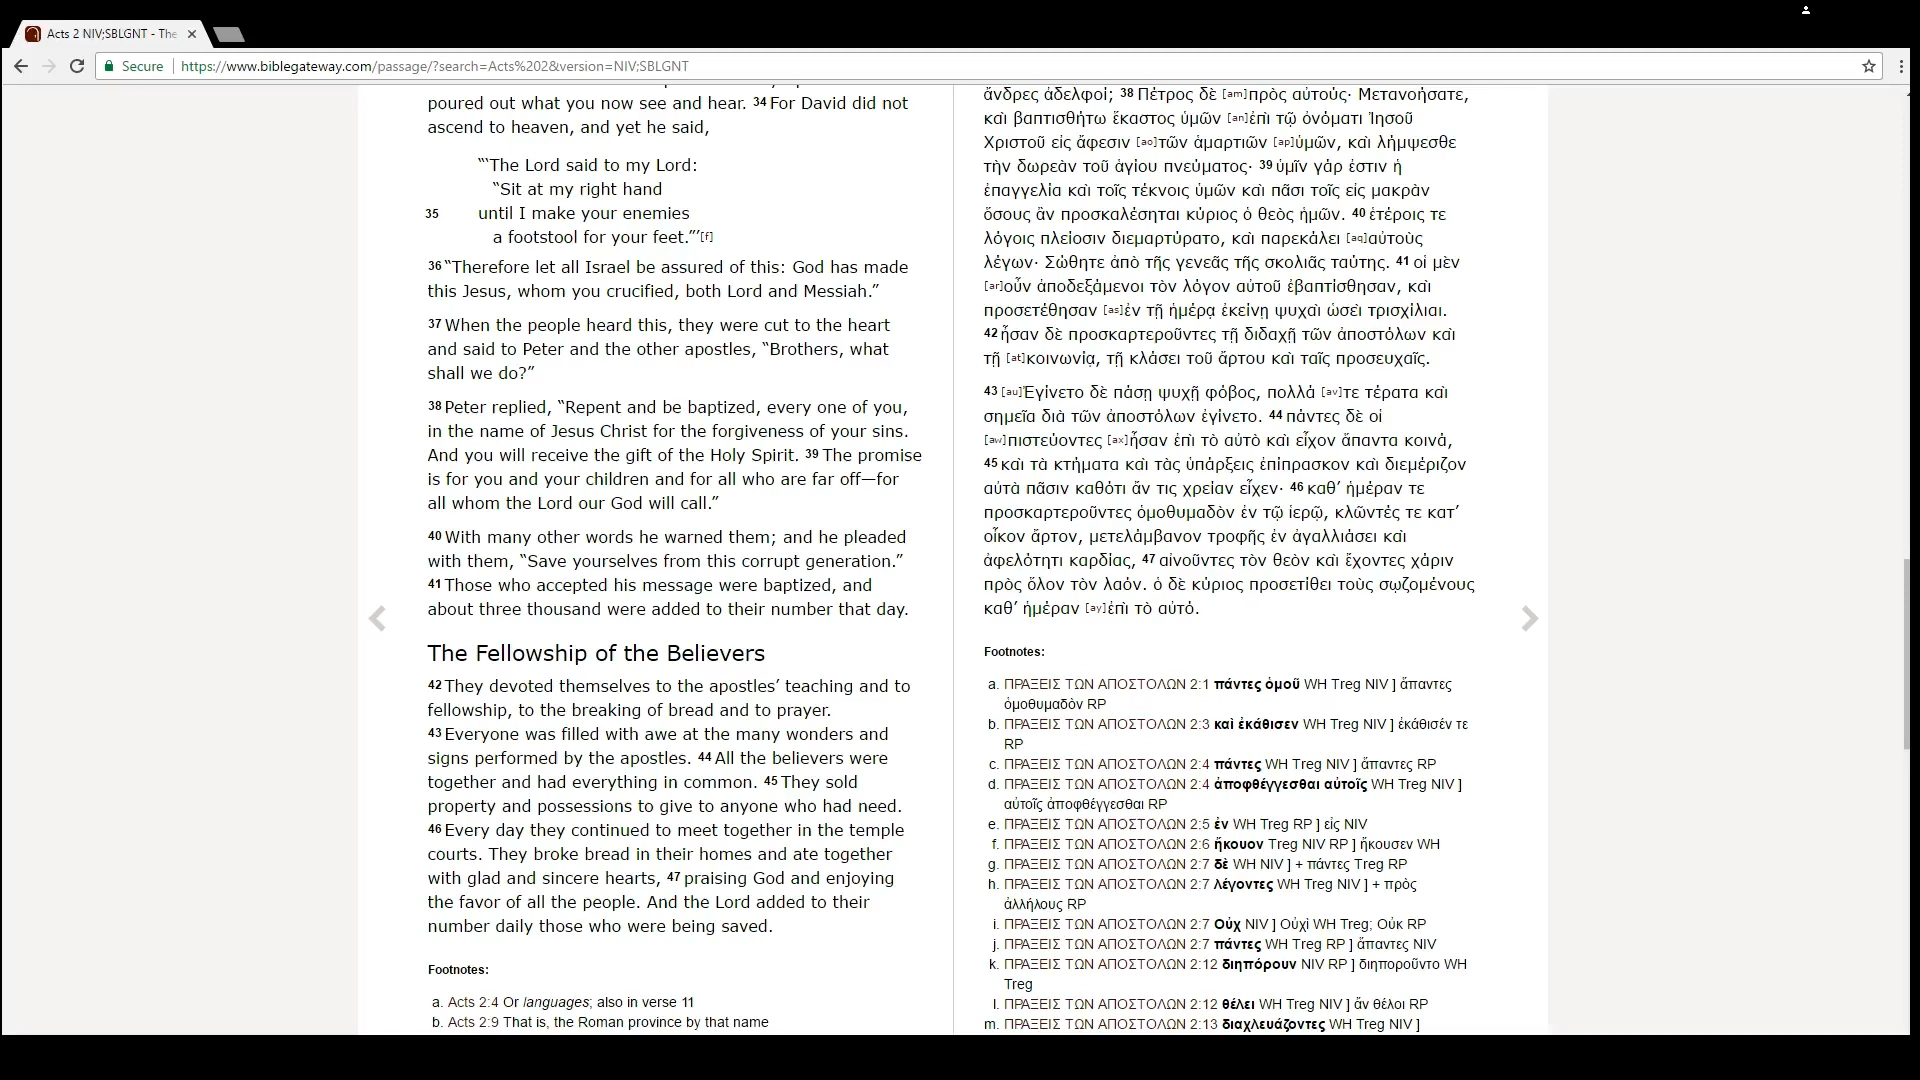 Acts 2 NIV;SBLGNT - The
Secure
https://www.biblegateway.com/passage/?search=Acts%202&version=NIV;SBLGNT
poured out what you now see and hear. 34 For David did not
ascend to heaven, and yet he said,
“‘The Lord said to my Lord:
“Sit at my right hand
35 until I make your enemies
a footstool for your feet.”’[f]
36 “Therefore let all Israel be assured of this: God has made
this Jesus, whom you crucified, both Lord and Messiah.”
37 When the people heard this, they were cut to the heart
and said to Peter and the other apostles, “Brothers, what
shall we do?”
38 Peter replied, “Repent and be baptized, every one of you,
in the name of Jesus Christ for the forgiveness of your sins.
And you will receive the gift of the Holy Spirit. 39 The promise
is for you and your children and for all who are far off—for
all whom the Lord our God will call.”
40 With many other words he warned them; and he pleaded
with them, “Save yourselves from this corrupt generation.”
41 Those who accepted his message were baptized, and
about three thousand were added to their number that day.
The Fellowship of the Believers
42 They devoted themselves to the apostles’ teaching and to
fellowship, to the breaking of bread and to prayer.
43 Everyone was filled with awe at the many wonders and
signs performed by the apostles. 44 All the believers were
together and had everything in common. 45 They sold
property and possessions to give to anyone who had need.
46 Every day they continued to meet together in the temple
courts. They broke bread in their homes and ate together
with glad and sincere hearts, 47 praising God and enjoying
the favor of all the people. And the Lord added to their
number daily those who were being saved.
Footnotes:
a. Acts 2:4 Or languages; also in verse 11
b. Acts 2:9 That is, the Roman province by that name
ἄνδρες ἀδελφοί; 38 Πέτρος δὲ [am]πρὸς αὐτούς· Μετανοήσατε,
καὶ βαπτισθήτω ἕκαστος ὑμῶν [an]ἐπὶ τῷ ὀνόματι Ἰησοῦ
Χριστοῦ εἰς ἄφεσιν [ao]τῶν ἁμαρτιῶν [ap]ὑμῶν, καὶ λήμψεσθε
τὴν δωρεὰν τοῦ ἁγίου πνεύματος· 39 ὑμῖν γάρ ἐστιν ἡ
ἐπαγγελία καὶ τοῖς τέκνοις ὑμῶν καὶ πᾶσι τοῖς εἰς μακρὰν
ὅσους ἂν προσκαλέσηται κύριος ὁ θεὸς ἡμῶν. 40 ἑτέροις τε
λόγοις πλείοσιν διεμαρτύρατο, καὶ παρεκάλει [aq]αὐτοὺς
λέγων· Σώθητε ἀπὸ τῆς γενεᾶς τῆς σκολιᾶς ταύτης. 41 οἱ μὲν
[ar]οὖν ἀποδεξάμενοι τὸν λόγον αὐτοῦ ἐβαπτίσθησαν, καὶ
προσετέθησαν [as]ἐν τῇ ἡμέρᾳ ἐκείνῃ ψυχαὶ ὡσεὶ τρισχίλιαι.
42 ἦσαν δὲ προσκαρτεροῦντες τῇ διδαχῇ τῶν ἀποστόλων καὶ
τῇ [at]κοινωνίᾳ, τῇ κλάσει τοῦ ἄρτου καὶ ταῖς προσευχαῖς.
43 [au]Ἐγίνετο δὲ πάσῃ ψυχῇ φόβος, πολλά [av]τε τέρατα καὶ
σημεῖα διὰ τῶν ἀποστόλων ἐγίνετο. 44 πάντες δὲ οἱ
[aw]πιστεύοντες [ax]ἦσαν ἐπὶ τὸ αὐτὸ καὶ εἶχον ἅπαντα κοινά,
45 καὶ τὰ κτήματα καὶ τὰς ὑπάρξεις ἐπίπρασκον καὶ διεμέριζον
αὐτὰ πᾶσιν καθότι ἄν τις χρείαν εἶχεν· 46 καθ’ ἡμέραν τε
προσκαρτεροῦντες ὁμοθυμαδὸν ἐν τῷ ἱερῷ, κλῶντές τε κατ’
οἶκον ἄρτον, μετελάμβανον τροφῆς ἐν ἀγαλλιάσει καὶ
ἀφελότητι καρδίας, 47 αἰνοῦντες τὸν θεὸν καὶ ἔχοντες χάριν
πρὸς ὅλον τὸν λαόν. ὁ δὲ κύριος προσετίθει τοὺς σῳζομένους
καθ’ ἡμέραν [ay]ἐπὶ τὸ αὐτό.
Footnotes:
a. ΠΡΑΞΕΙΣ ΤΩΝ ΑΠΟΣΤΟΛΩΝ 2:1 πάντες ὁμοῦ WH Treg NIV ] ἅπαντες
ὁμοθυμαδὸν RP
b. ΠΡΑΞΕΙΣ ΤΩΝ ΑΠΟΣΤΟΛΩΝ 2:3 καὶ ἐκάθισεν WH Treg NIV ] ἐκάθισέν τε
RP
c. ΠΡΑΞΕΙΣ ΤΩΝ ΑΠΟΣΤΟΛΩΝ 2:4 πάντες WH Treg NIV ] ἅπαντες RP
d. ΠΡΑΞΕΙΣ ΤΩΝ ΑΠΟΣΤΟΛΩΝ 2:4 ἀποφθέγγεσθαι αὐτοῖς WH Treg NIV ]
αὐτοῖς ἀποφθέγγεσθαι RP
e. ΠΡΑΞΕΙΣ ΤΩΝ ΑΠΟΣΤΟΛΩΝ 2:5 ἐν WH Treg RP ] εἰς NIV
f. ΠΡΑΞΕΙΣ ΤΩΝ ΑΠΟΣΤΟΛΩΝ 2:6 ἤκουον Treg NIV RP ] ἤκουσεν WH
g. ΠΡΑΞΕΙΣ ΤΩΝ ΑΠΟΣΤΟΛΩΝ 2:7 δὲ WH NIV ] + πάντες Treg RP
h. ΠΡΑΞΕΙΣ ΤΩΝ ΑΠΟΣΤΟΛΩΝ 2:7 λέγοντες WH Treg NIV ] + πρὸς
ἀλλήλους RP
i. ΠΡΑΞΕΙΣ ΤΩΝ ΑΠΟΣΤΟΛΩΝ 2:7 Οὐχ NIV ] Οὐχὶ WH Treg; Οὐκ RP
j. ΠΡΑΞΕΙΣ ΤΩΝ ΑΠΟΣΤΟΛΩΝ 2:7 πάντες WH Treg RP ] ἅπαντες NIV
k. ΠΡΑΞΕΙΣ ΤΩΝ ΑΠΟΣΤΟΛΩΝ 2:12 διηπόρουν NIV RP ] διηποροῦντο WH
Treg
l. ΠΡΑΞΕΙΣ ΤΩΝ ΑΠΟΣΤΟΛΩΝ 2:12 θέλει WH Treg NIV ] ἂν θέλοι RP
m. ΠΡΑΞΕΙΣ ΤΩΝ ΑΠΟΣΤΟΛΩΝ 2:13 διαχλευάζοντες WH Treg NIV ]